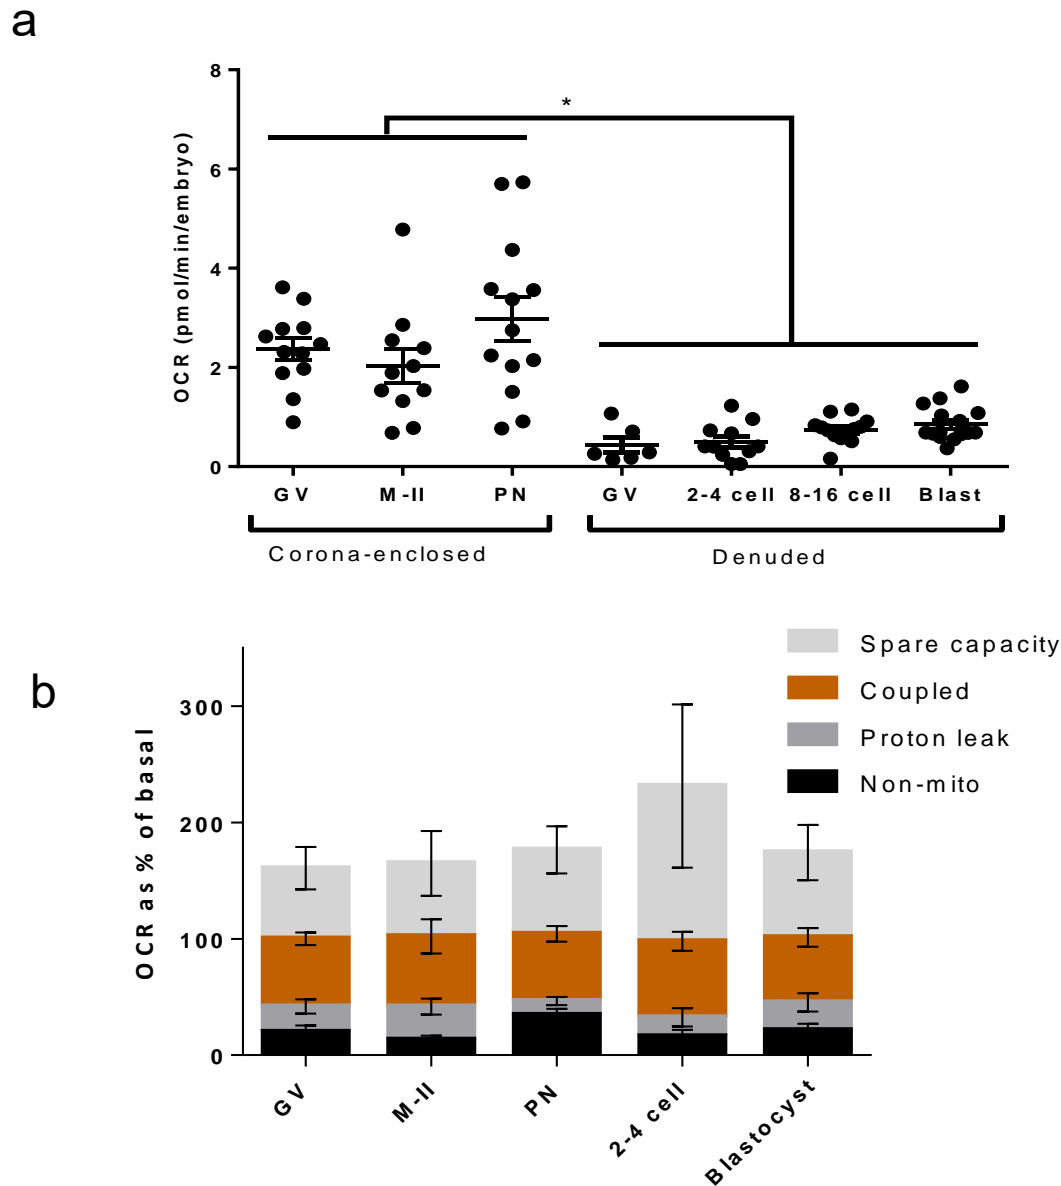 a
8
*
6
4
2
0
OCR (pmol/min/embryo)
GV M-II PN GV 2-4 cell 8-16 cell Blast
Corona-enclosed Denuded
b
Spare capacity
Coupled
Proton leak
Non-mito
300
200
100
0
OCR as % of basal
GV M-II PN 2-4 cell Blastocyst